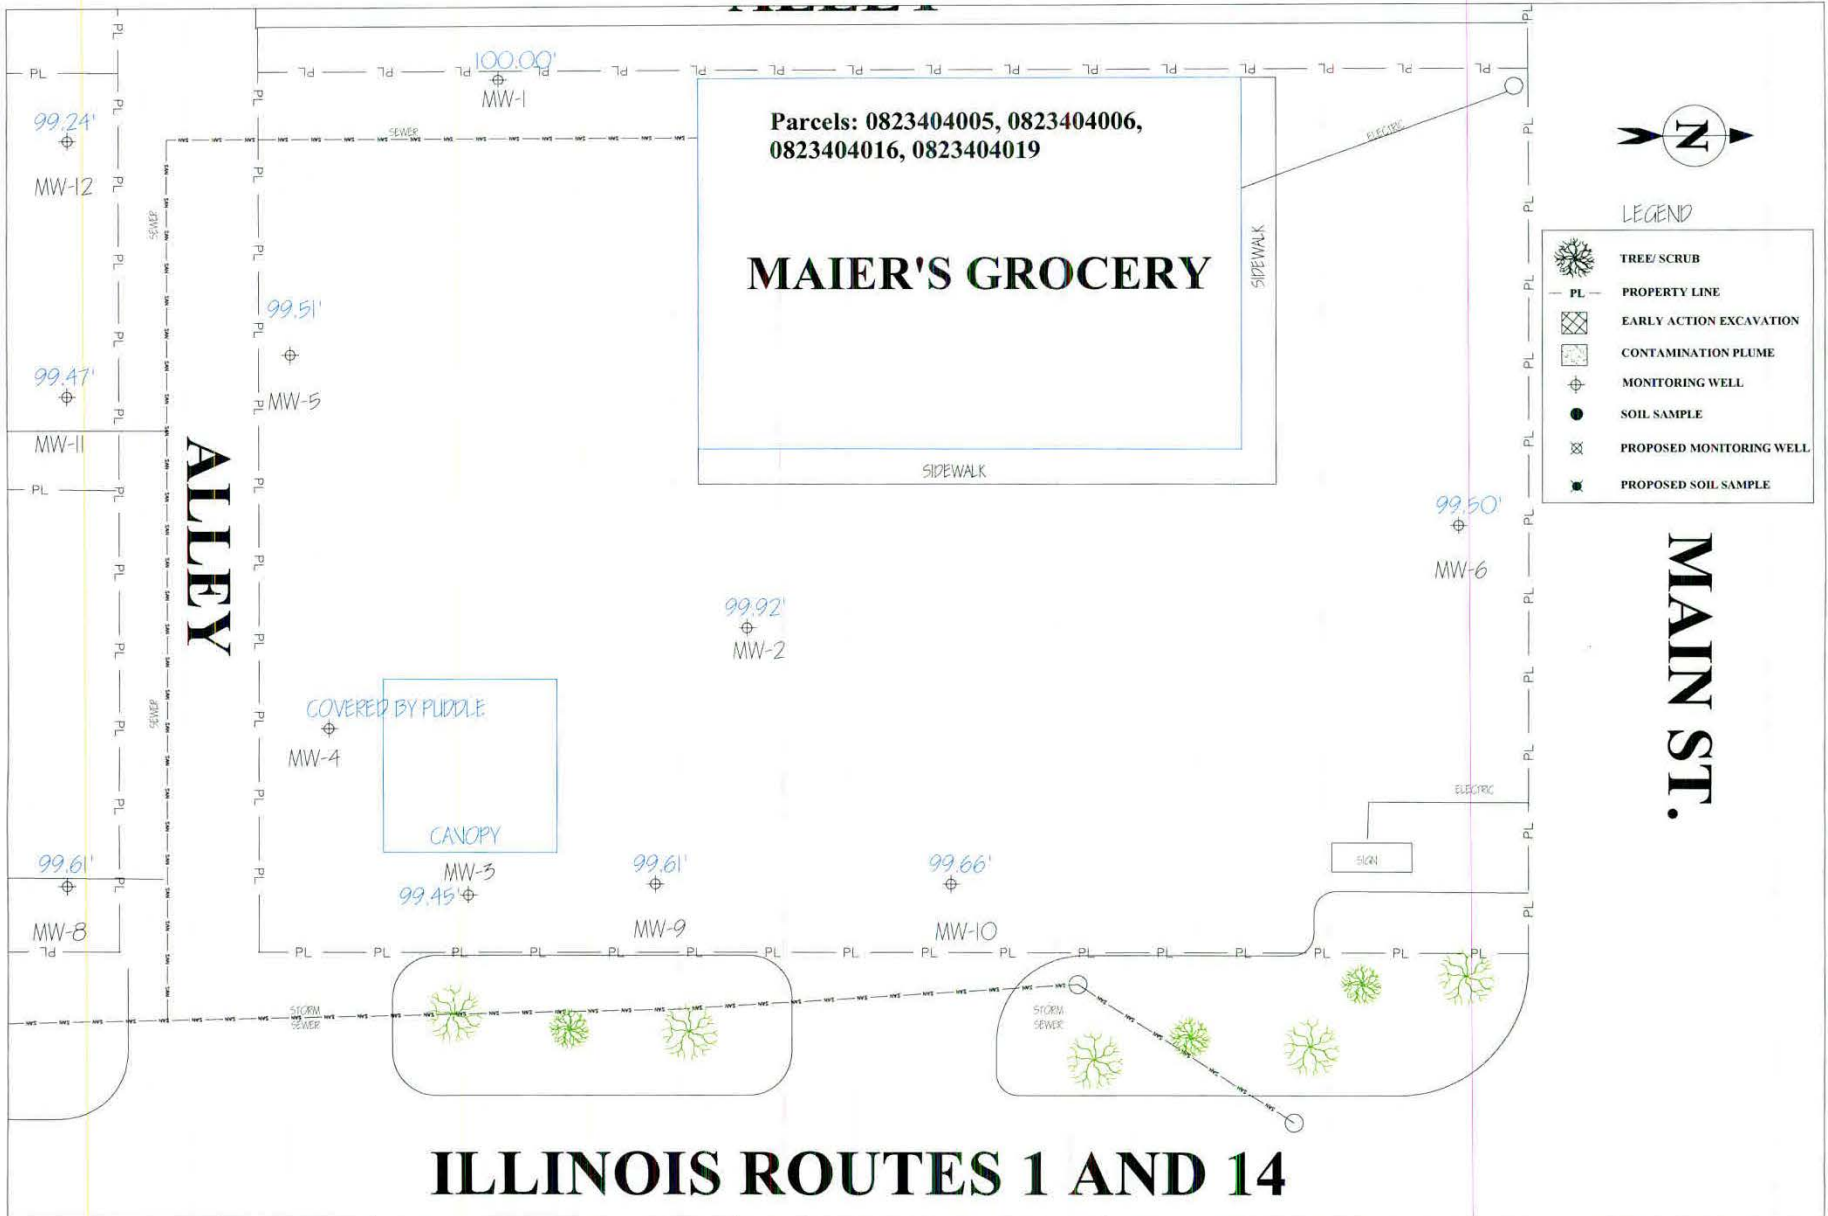 100.00'
MW-1
99.24'
MW-12
SEWER
SEWER
Parcels: 0823404005, 0823404006,
0823404016, 0823404019
MAIER'S GROCERY
ELECTRIC
SIDEWALK
SIDEWALK
N
LEGEND
TREE/ SCRUB
PL PROPERTY LINE
EARLY ACTION EXCAVATION
CONTAMINATION PLUME
MONITORING WELL
SOIL SAMPLE
PROPOSED MONITORING WELL
PROPOSED SOIL SAMPLE
99.51'
MW-5
99.47'
MW-11
ALLEY
99.50'
MW-6
MAIN ST.
99.92'
MW-2
COVERED BY PUDDLE
MW-4
SEWER
CANOPY
MW-3
99.45'
99.61'
MW-8
99.61'
MW-9
99.66'
MW-10
ELECTRIC
SIGN
STORM
SEWER
STORM
SEWER
ILLINOIS ROUTES 1 AND 14